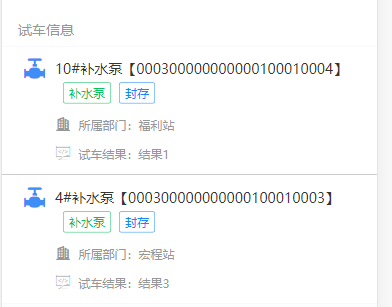 试车信息
10#补水泵【000300000000000100010004】
补水泵 封存
所属部门：福利站
试车结果：结果1
4#补水泵【000300000000000100010003】
补水泵 封存
所属部门：宏程站
试车结果：结果3